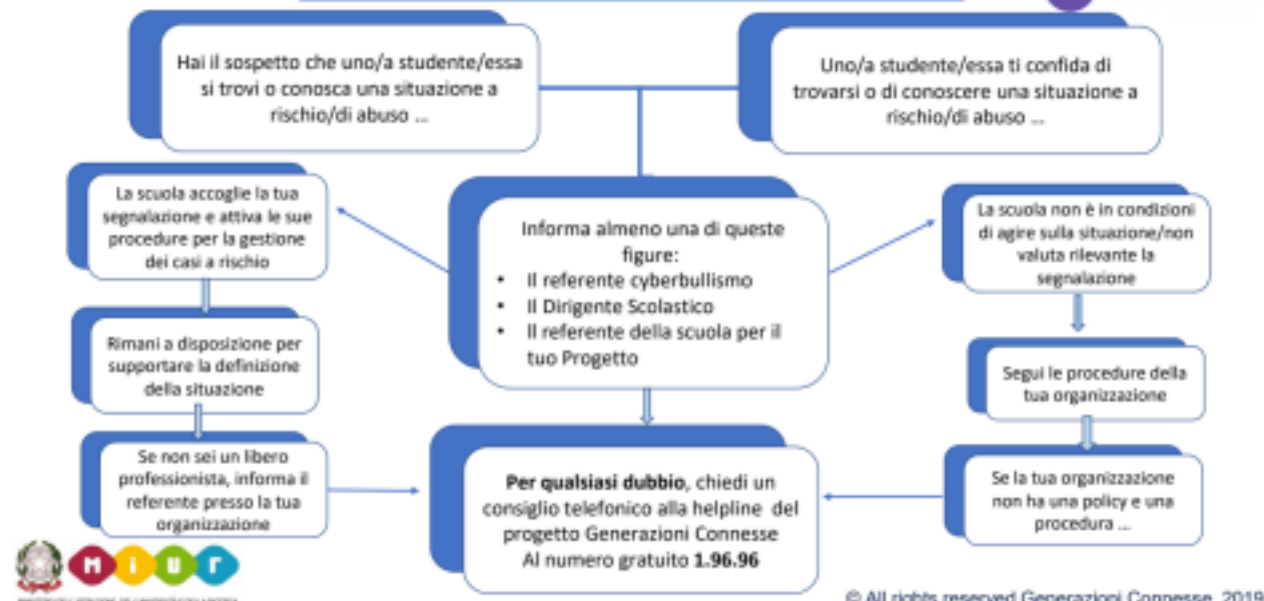 Hai il sospetto che uno/a studente/essa
si trovi o conosca una situazione a
rischio/di abuso ...
Uno/a studente/essa ti confida di
trovarsi o di conoscere una situazione a
rischio/di abuso ...
La scuola accoglie la tua
segnalazione e attiva le sue
procedure per la gestione
dei casi a rischio
Informa almeno una di queste
figure:
• Il referente cyberbullismo
• Il Dirigente Scolastico
• Il referente della scuola per il
tuo Progetto
La scuola non è in condizioni
di agire sulla situazione/non
valuta rilevante la
segnalazione
Rimani a disposizione per
supportare la definizione
della situazione
Segui le procedure della
tua organizzazione
Se non sei un libero
professionista, informa il
referente presso la tua
organizzazione
Per qualsiasi dubbio, chiedi un
consiglio telefonico alla helpline del
progetto Generazioni Connesse
Al numero gratuito 1.96.96
Se la tua organizzazione
non ha una policy e una
procedura ...
MIUR
© All rights reserved Generazioni Connesse, 2019